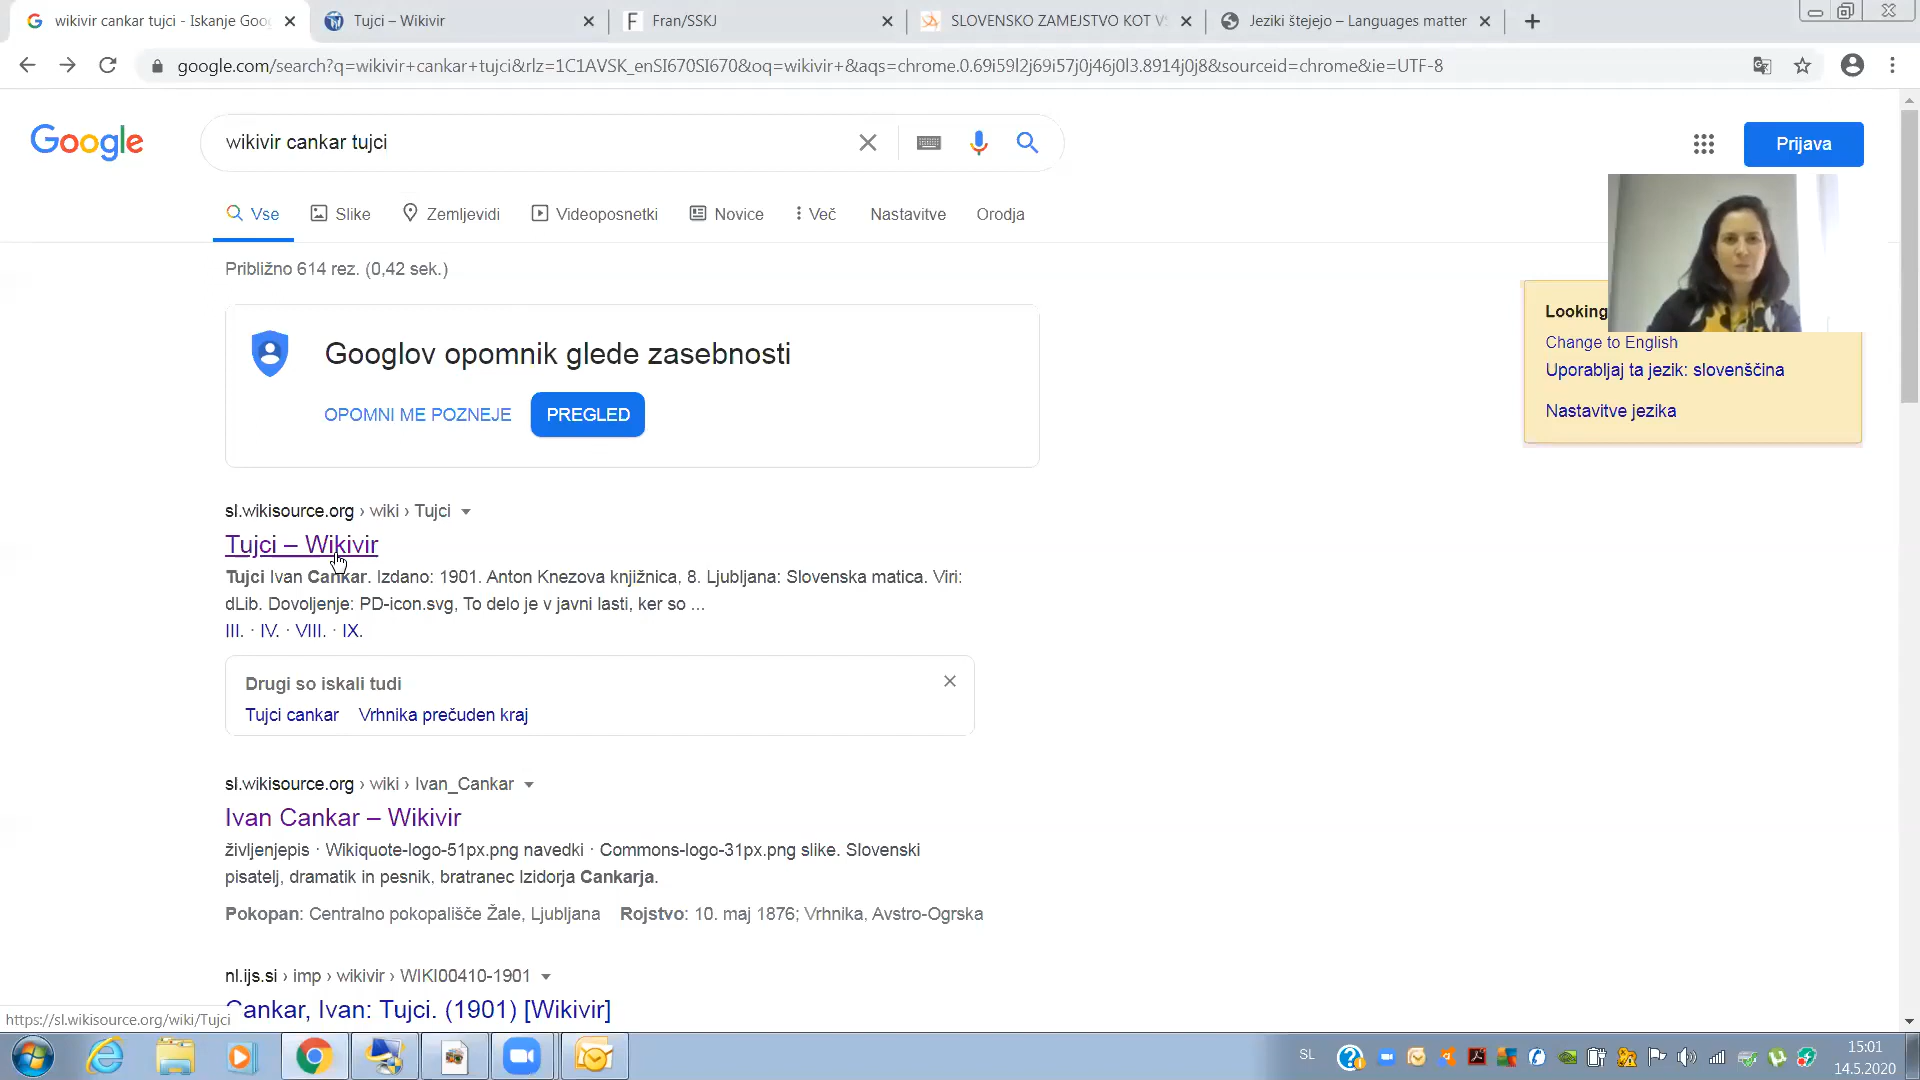 wikivir cankar tujci - Iskanje Goo
Tujci – Wikivir
Fran/SSKJ
SLOVENSKO ZAMEJSTVO KOT VS
Jeziki štejejo – Languages matter
google.com/search?q=wikivir+cankar+tujci&rlz=1C1AVSK_enSI670SI670&oq=wikivir+&aqs=chrome.0.69i59l2j69i57j0j46j0l3.8914j0j8&sourceid=chrome&ie=UTF-8
Google
wikivir cankar tujci
Prijava
Vse
Slike
Zemljevidi
Videoposnetki
Novice
Več
Nastavitve
Orodja
Približno 614 rez. (0,42 sek.)
Looking
Change to English
Uporabljaj ta jezik: slovenščina
Nastavitve jezika
Googlov opomnik glede zasebnosti
OPOMNI ME POZNEJE
PREGLED
sl.wikisource.org › wiki › Tujci
Tujci – Wikivir
Tujci Ivan Cankar. Izdano: 1901. Anton Knezova knjižnica, 8. Ljubljana: Slovenska matica. Viri:
dLib. Dovoljenje: PD-icon.svg, To delo je v javni lasti, ker so ...
III. · IV. · VIII. · IX.
Drugi so iskali tudi
Tujci cankar
Vrhnika prečuden kraj
sl.wikisource.org › wiki › Ivan_Cankar
Ivan Cankar – Wikivir
življenjepis · Wikiquote-logo-51px.png navedki · Commons-logo-31px.png slike. Slovenski
pisatelj, dramatik in pesnik, bratranec Izidorja Cankarja.
Pokopan: Centralno pokopališče Žale, Ljubljana
Rojstvo: 10. maj 1876; Vrhnika, Avstro-Ogrska
nl.ijs.si › imp › wikivir › WIKI00410-1901
Cankar, Ivan: Tujci. (1901) [Wikivir]
https://sl.wikisource.org/wiki/Tujci
SL
15:01
14.5.2020